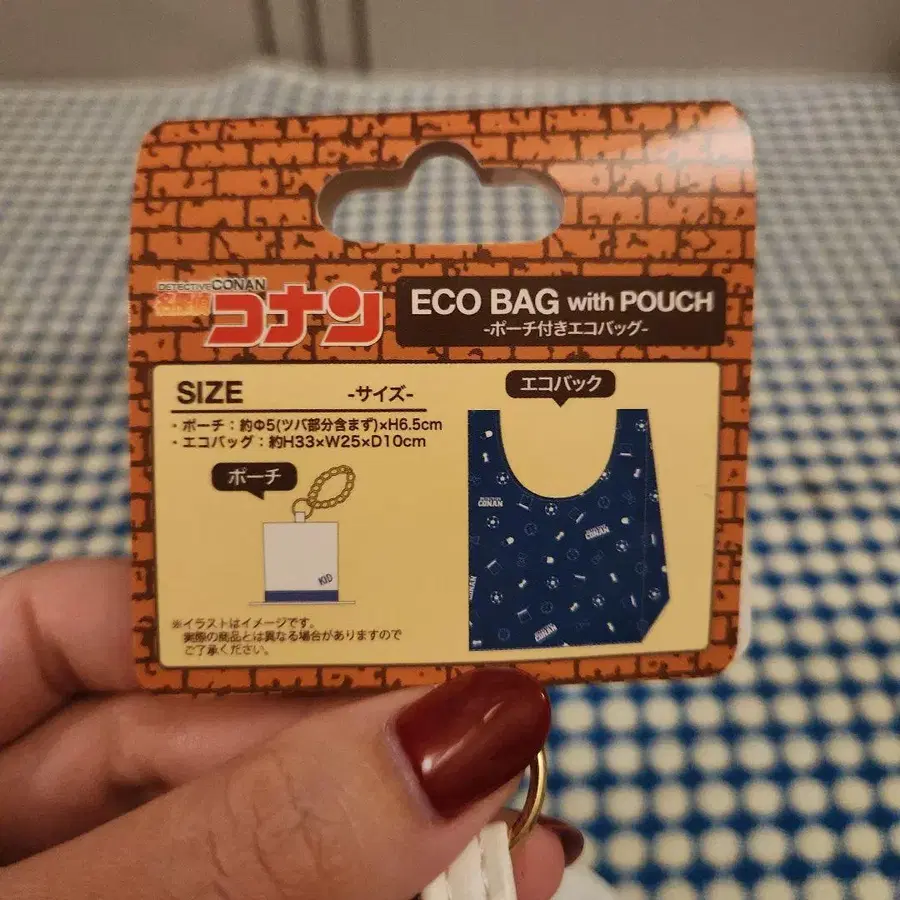 DETECTIVE CONAN
名探偵
コナン
ECO BAG with POUCH
-ポーチ付きエコバッグ-
SIZE -サイズ-
・ポーチ：約Φ5(ツバ部分含まず)×H6.5cm
・エコバッグ：約H33×W25×D10cm
ポーチ
KID
エコバック
DETECTIVE
CONAN
DETECTIVE
CONAN
CONAN
DETECTIVE
CONAN
※イラストはイメージです。
実際の商品とは異なる場合がありますので
ご了承ください。